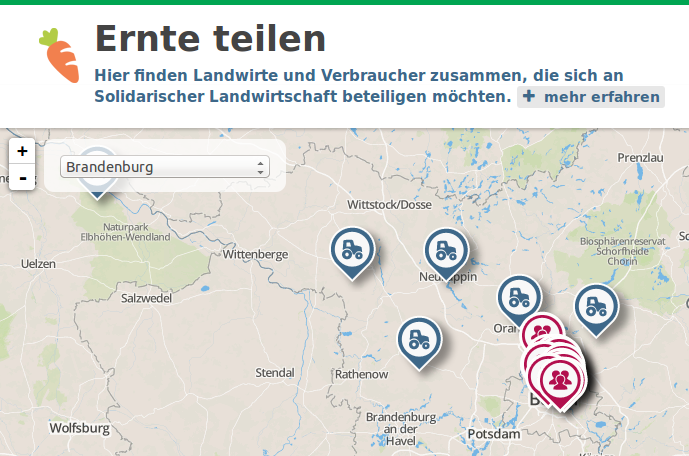 Ernte teilen
Hier finden Landwirte und Verbraucher zusammen, die sich an
Solidarischer Landwirtschaft beteiligen möchten. + mehr erfahren
+
-
Brandenburg
Prenzlau
Wittstock/Dosse
Naturpark
Elbhöhen-Wendland
Biosphärenreservat
Schorfheide
Chorin
Uelzen
Wittenberge
Salzwedel
Stendal
Rathenow
Wolfsburg
Brandenburg
an der
Havel
Potsdam